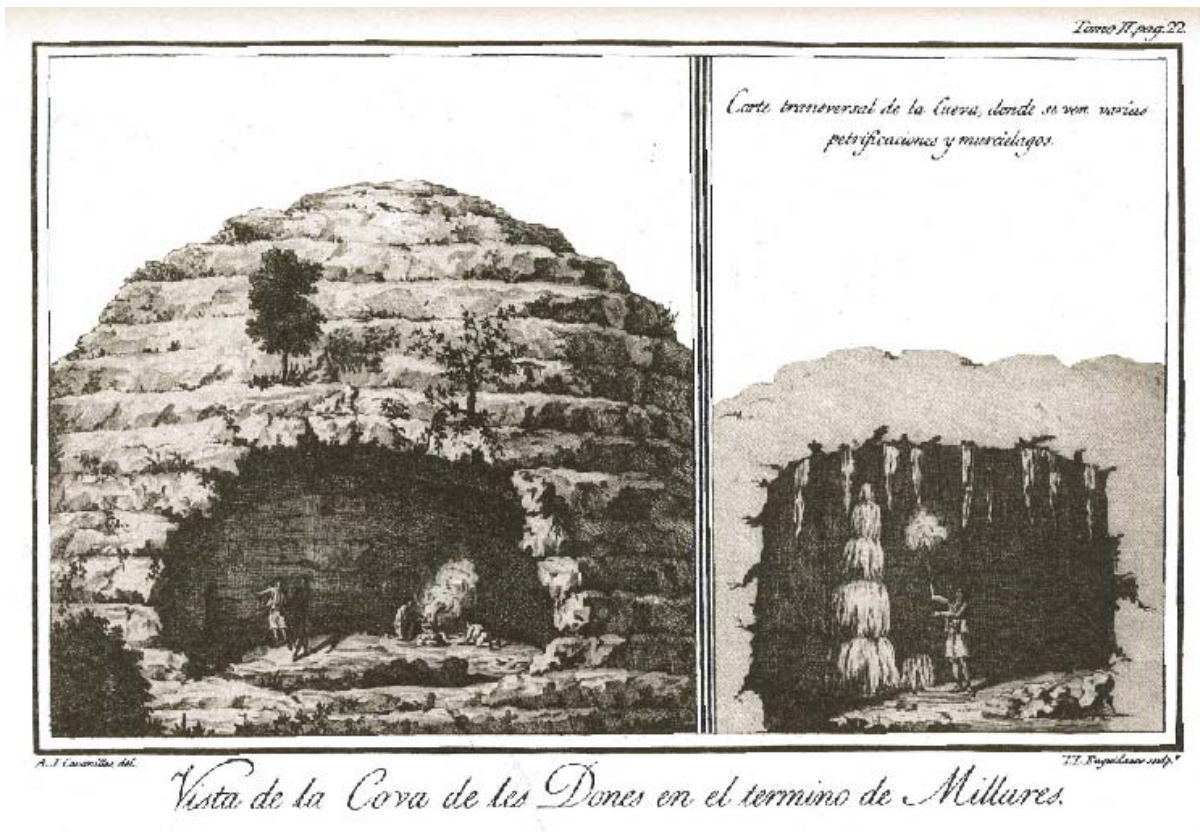 Tomo II. pag. 22.
Corte transversal de la Cueva, donde se ven varias
petrificaciones y murcielagos.
A. J. Cavanilles del.
sculp.t
Vista de la Cova de les Dones en el termino de Millares.